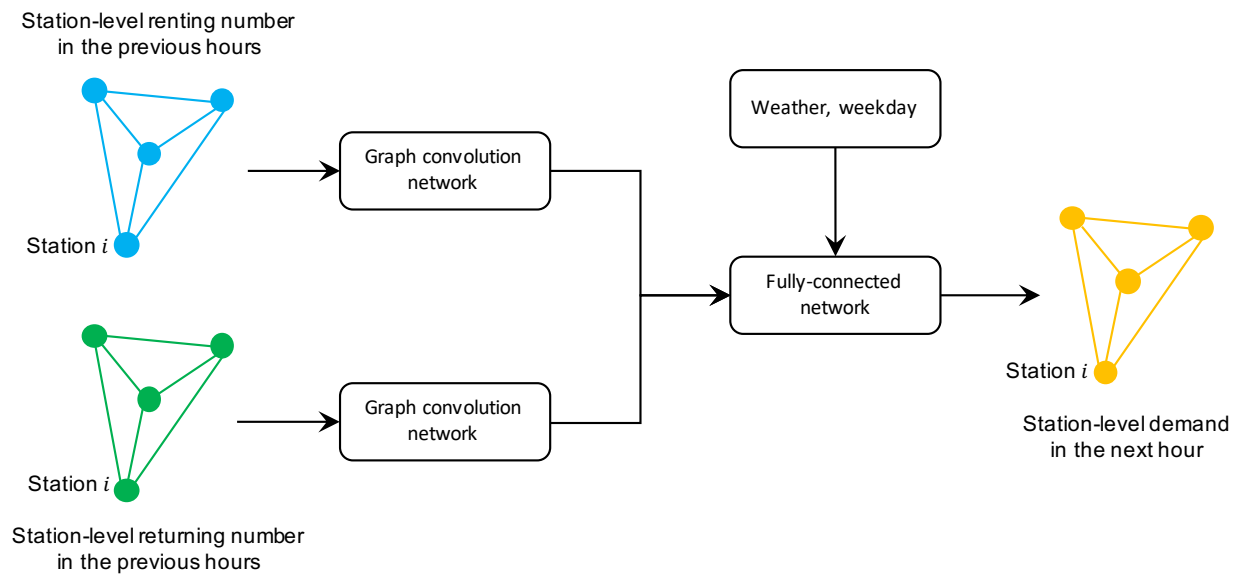 Station-level renting number
in the previous hours
Station i
Graph convolution
network
Weather, weekday
Fully-connected
network
Station i
Station-level demand
in the next hour
Graph convolution
network
Station i
Station-level returning number
in the previous hours